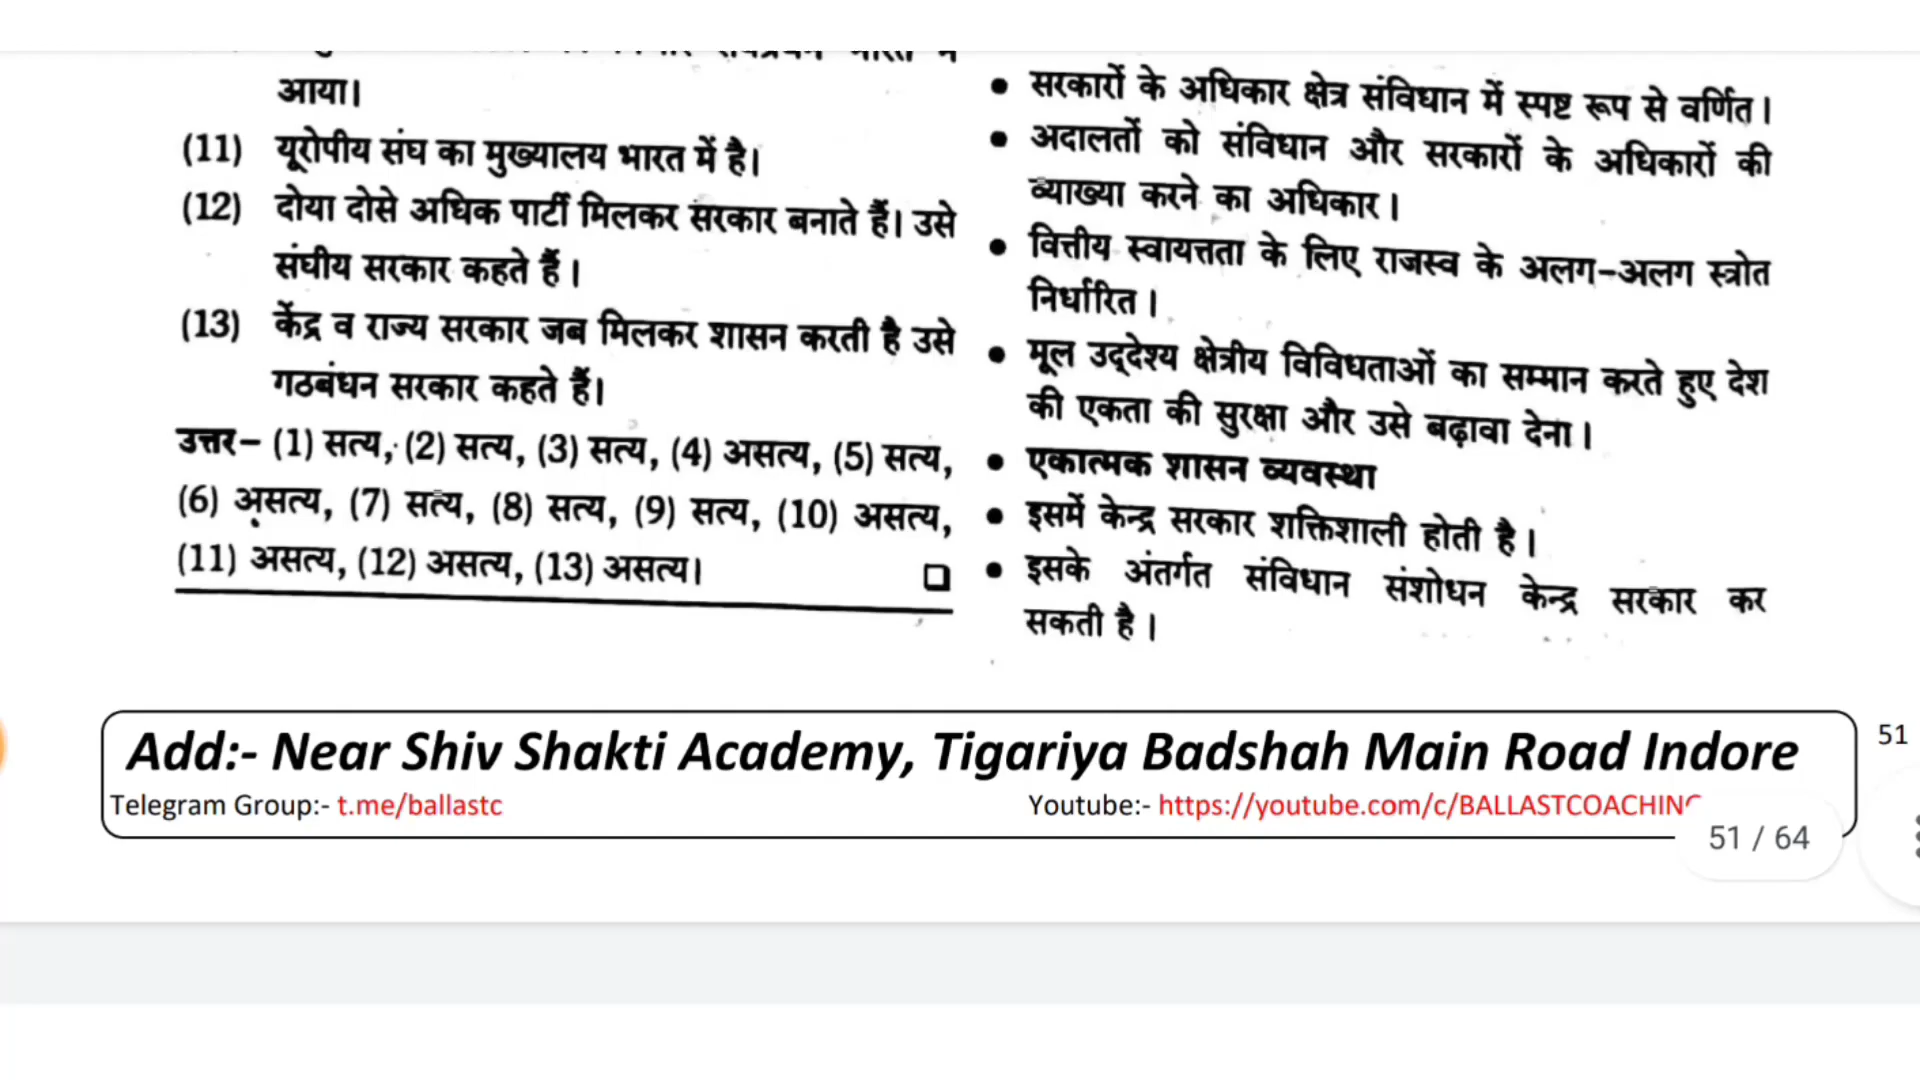 आया।
(11) यूरोपीय संघ का मुख्यालय भारत में है।
(12) दोया दोसे अधिक पार्टी मिलकर सरकार बनाते हैं। उसे
संघीय सरकार कहते हैं।
(13) केंद्र व राज्य सरकार जब मिलकर शासन करती है उसे
गठबंधन सरकार कहते हैं।
उत्तर– (1) सत्य, (2) सत्य, (3) सत्य, (4) असत्य, (5) सत्य,
(6) असत्य, (7) सत्य, (8) सत्य, (9) सत्य, (10) असत्य,
(11) असत्य, (12) असत्य, (13) असत्य।
• सरकारों के अधिकार क्षेत्र संविधान में स्पष्ट रूप से वर्णित।
• अदालतों को संविधान और सरकारों के अधिकारों की
व्याख्या करने का अधिकार।
• वित्तीय स्वायत्तता के लिए राजस्व के अलग–अलग स्त्रोत
निर्धारित।
• मूल उद्देश्य क्षेत्रीय विविधताओं का सम्मान करते हुए देश
की एकता की सुरक्षा और उसे बढ़ावा देना।
• एकात्मक शासन व्यवस्था
• इसमें केन्द्र सरकार शक्तिशाली होती है।
• इसके अंतर्गत संविधान संशोधन केन्द्र सरकार कर
सकती है।
Add:- Near Shiv Shakti Academy, Tigariya Badshah Main Road Indore
51
Telegram Group:- t.me/ballastc
Youtube:- https://youtube.com/c/BALLASTCOACHING
51 / 64